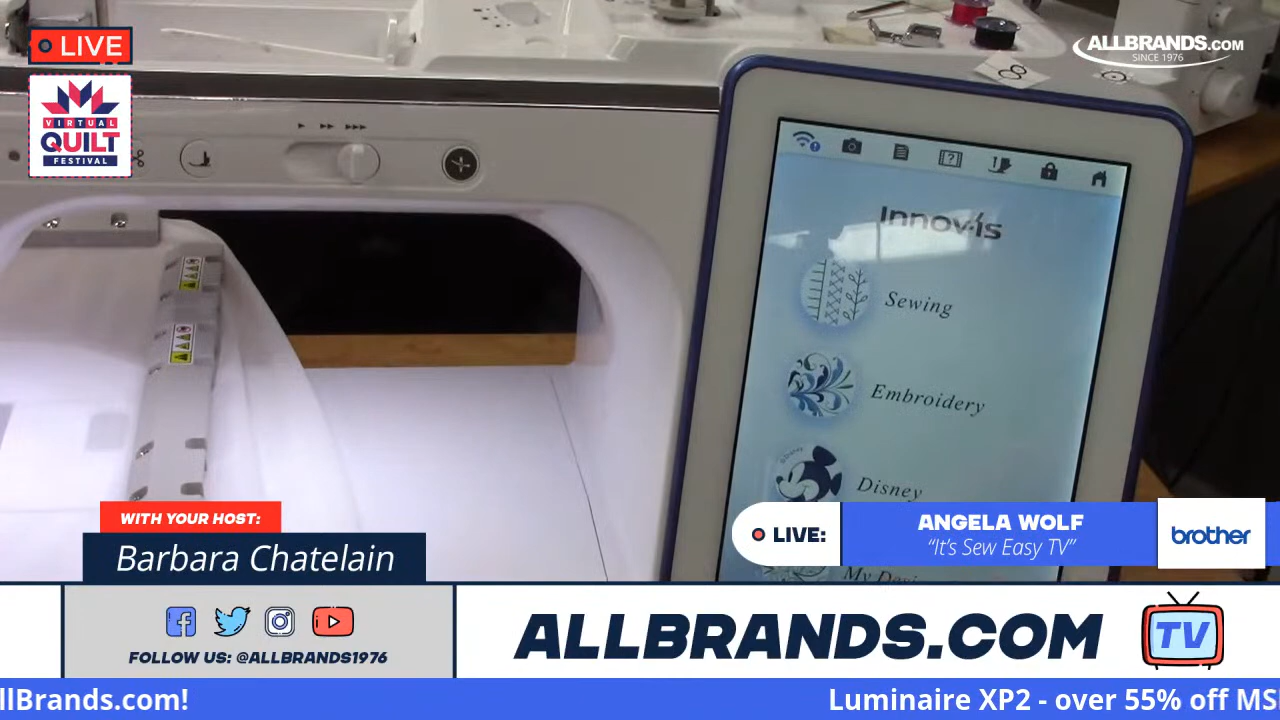 LIVE
ALLBRANDS.COM
SINCE 1976
VIRTUAL
QUILT
FESTIVAL
8
?
Innov-ís
Sewing
Embroidery
Disney
WITH YOUR HOST:
Barbara Chatelain
LIVE:
ANGELA WOLF
"It's Sew Easy TV"
brother
FOLLOW US: @ALLBRANDS1976
ALLBRANDS.COM
TV
llBrands.com!
Luminaire XP2 - over 55% off MS